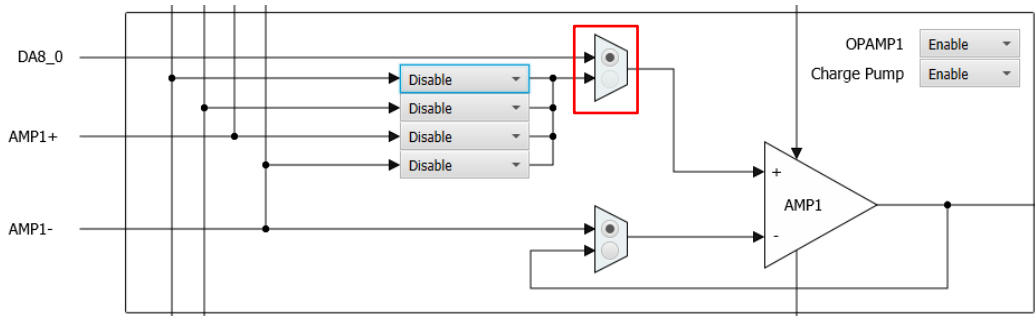 DA8_0
OPAMP1 Enable
Charge Pump Enable
Disable
Disable
AMP1+
Disable
Disable
+
AMP1
AMP1-
-